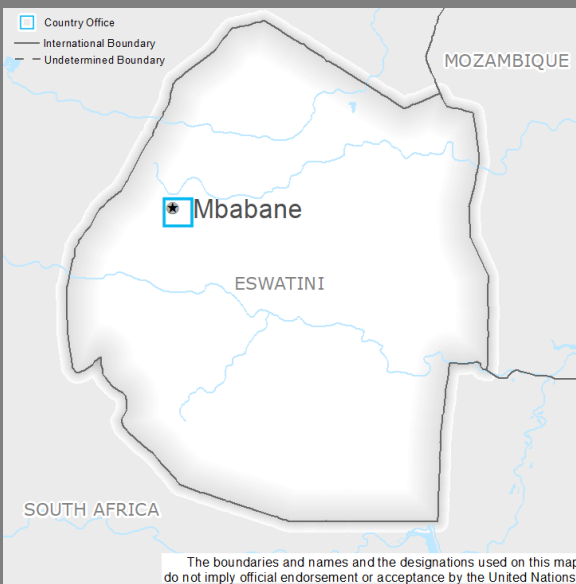 Country Office
International Boundary
Undetermined Boundary
MOZAMBIQUE
Mbabane
ESWATINI
SOUTH AFRICA
The boundaries and names and the designations used on this map
do not imply official endorsement or acceptance by the United Nations